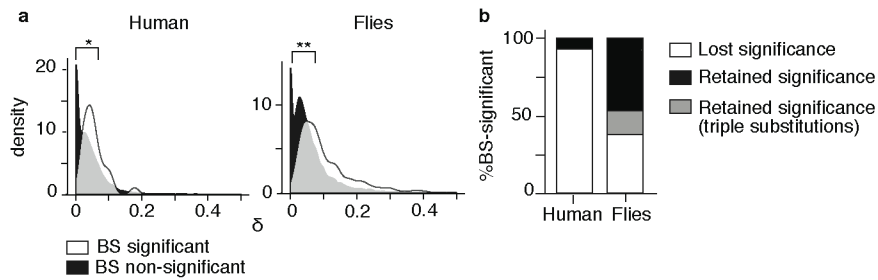 a
Human
Flies
*
**
density
20
10
0
10
0
0
0.2
0.4
0
0.2
0.4
δ
BS significant
BS non-significant
b
%BS-significant
100
50
0
Human
Flies
Lost significance
Retained significance
Retained significance
(triple substitutions)